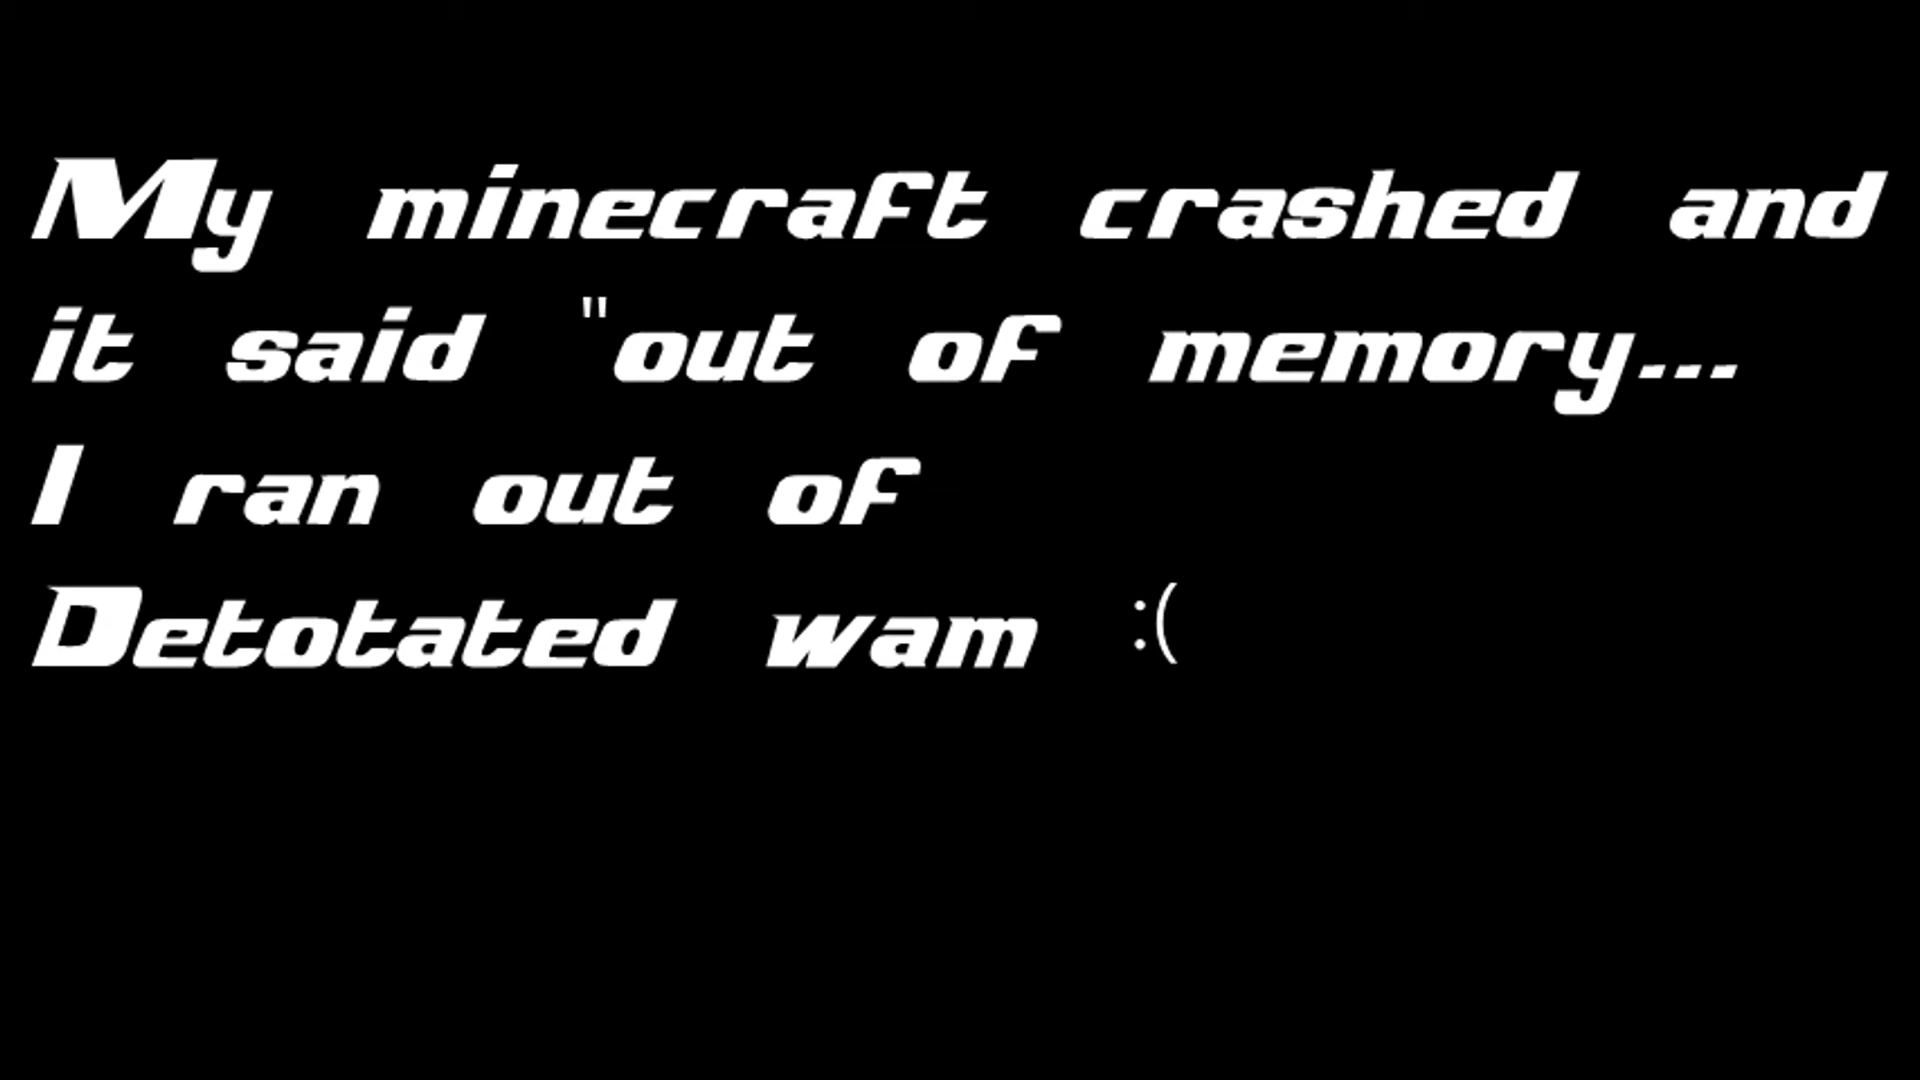 My minecraft crashed and
it said "out of memory...
I ran out of
Detotated wam :(